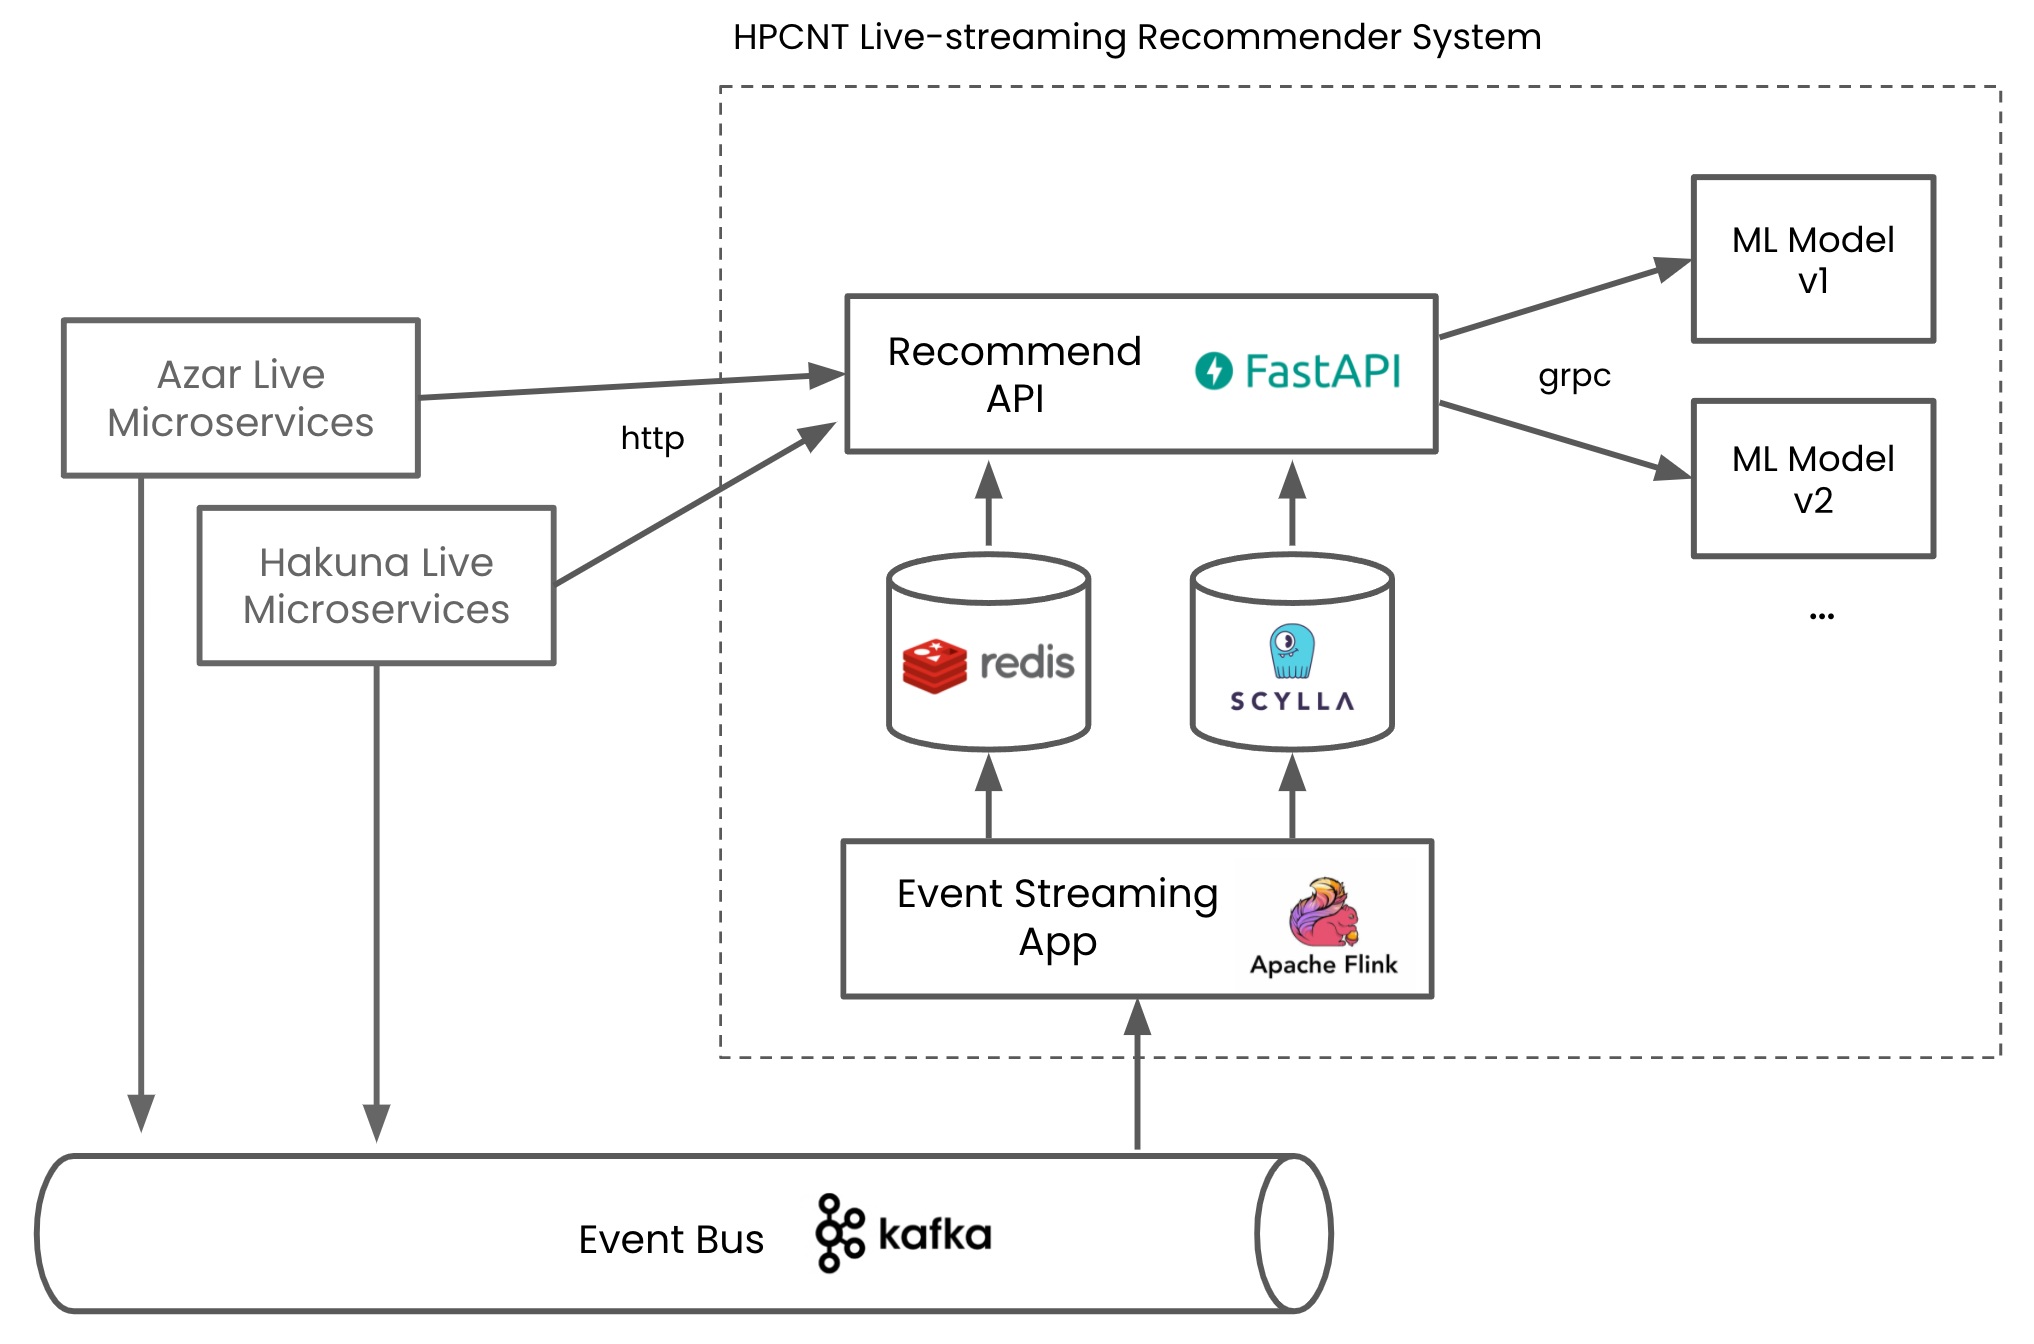 HPCNT Live-streaming Recommender System
ML Model
v1
Recommend
API
FastAPI
Azar Live
Microservices
grpc
http
ML Model
v2
Hakuna Live
Microservices
...
redis
SCYLLA
Event Streaming
App
Apache Flink
Event Bus
kafka